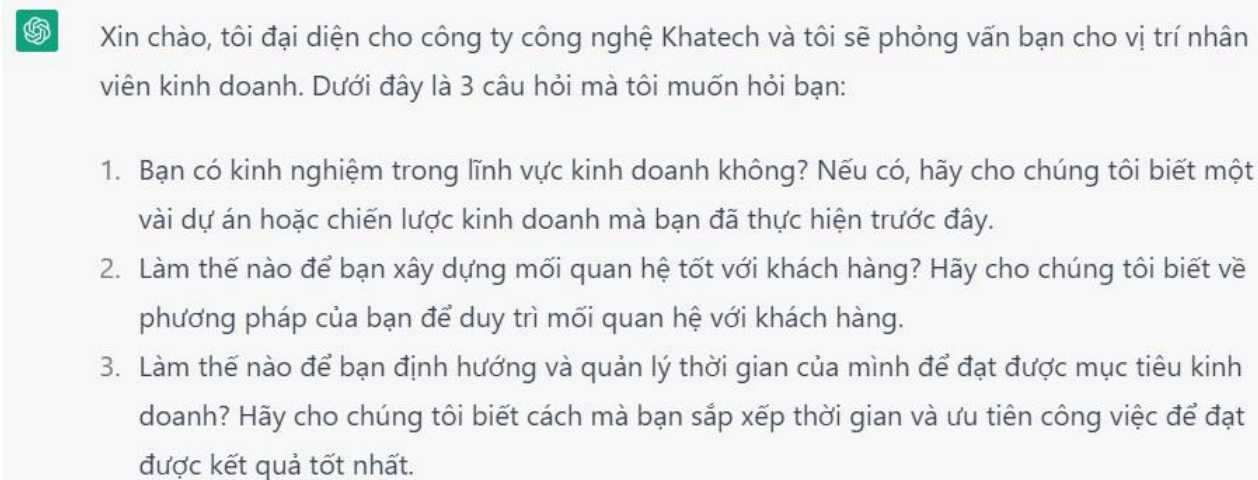 Xin chào, tôi đại diện cho công ty công nghệ Khatech và tôi sẽ phỏng vấn bạn cho vị trí nhân
viên kinh doanh. Dưới đây là 3 câu hỏi mà tôi muốn hỏi bạn:
1. Bạn có kinh nghiệm trong lĩnh vực kinh doanh không? Nếu có, hãy cho chúng tôi biết một
vài dự án hoặc chiến lược kinh doanh mà bạn đã thực hiện trước đây.
2. Làm thế nào để bạn xây dựng mối quan hệ tốt với khách hàng? Hãy cho chúng tôi biết về
phương pháp của bạn để duy trì mối quan hệ với khách hàng.
3. Làm thế nào để bạn định hướng và quản lý thời gian của mình để đạt được mục tiêu kinh
doanh? Hãy cho chúng tôi biết cách mà bạn sắp xếp thời gian và ưu tiên công việc để đạt
được kết quả tốt nhất.